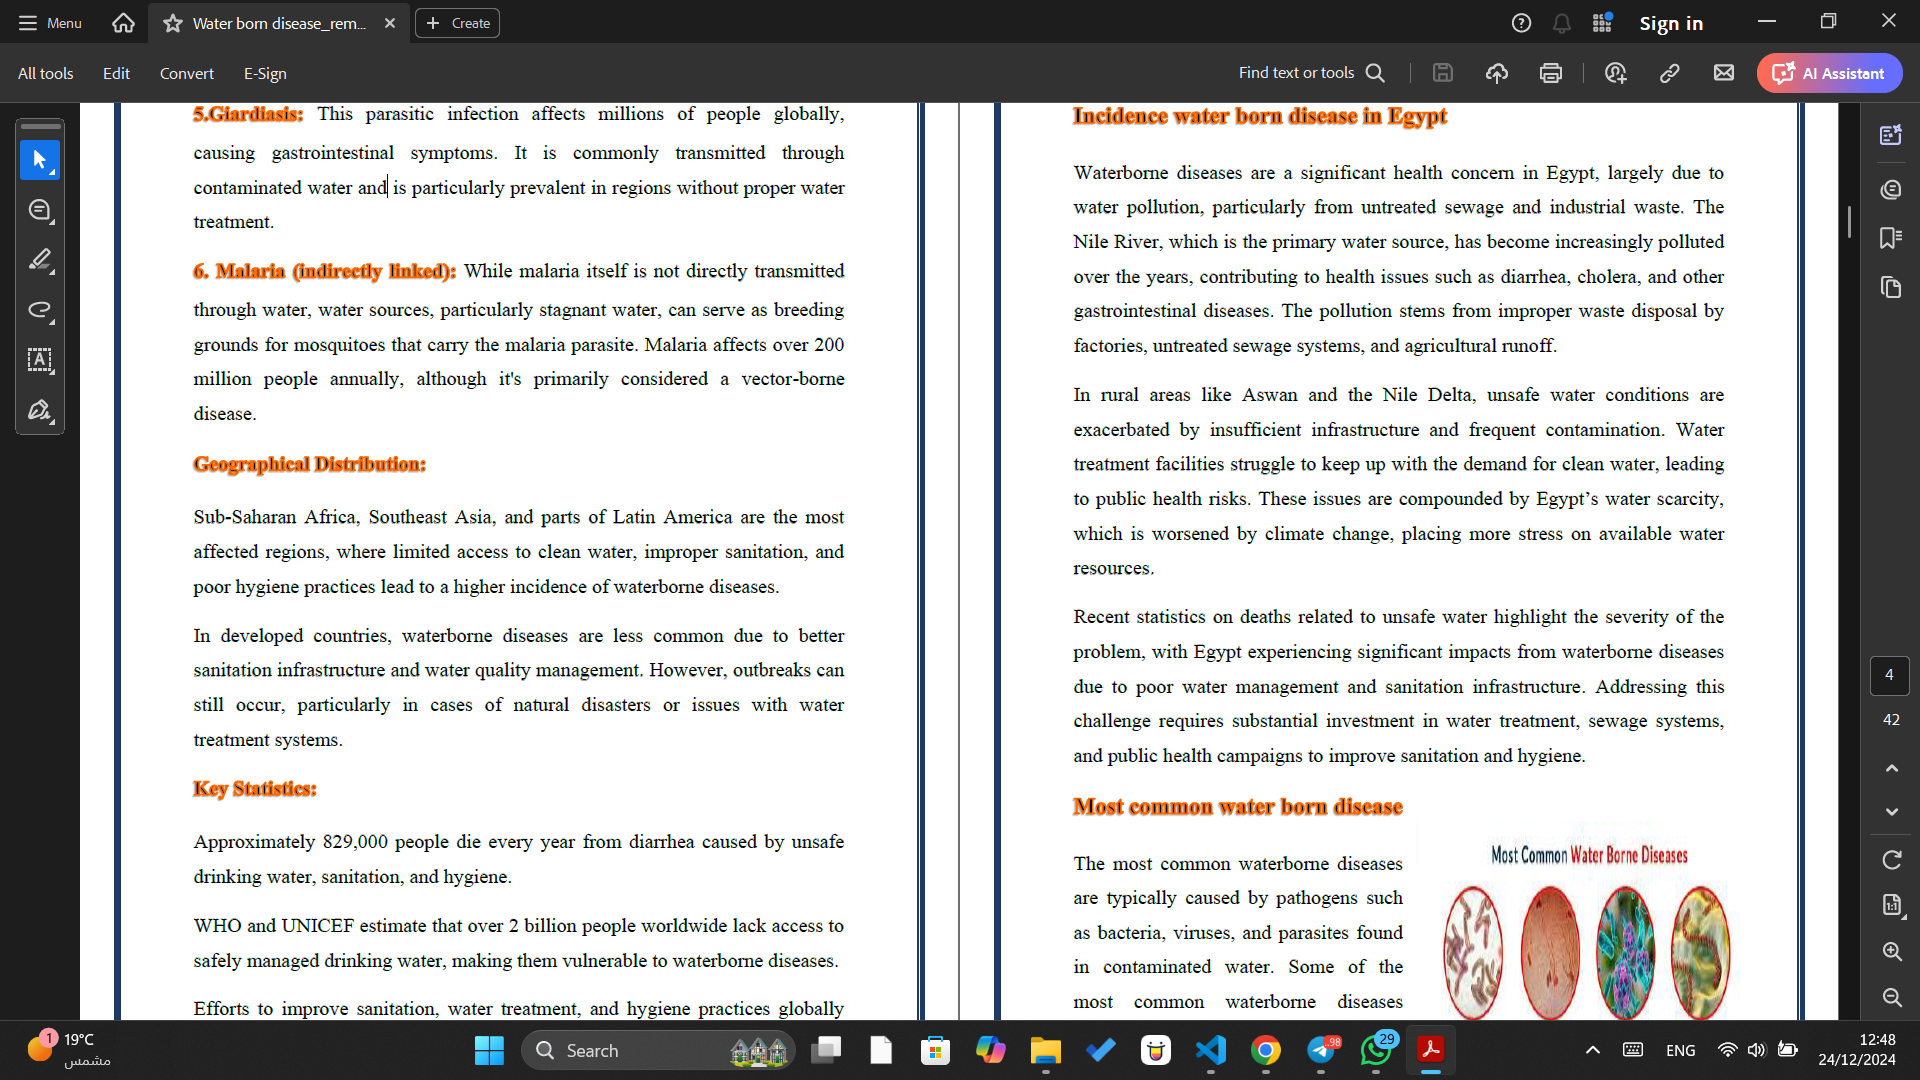 Menu
Water born disease_rem...
Create
Sign in
All tools
Edit
Convert
E-Sign
Find text or tools
AI Assistant
5.Giardiasis: This parasitic infection affects millions of people globally,
causing gastrointestinal symptoms. It is commonly transmitted through
contaminated water and is particularly prevalent in regions without proper water
treatment.
6. Malaria (indirectly linked): While malaria itself is not directly transmitted
through water, water sources, particularly stagnant water, can serve as breeding
grounds for mosquitoes that carry the malaria parasite. Malaria affects over 200
million people annually, although it's primarily considered a vector-borne
disease.
Geographical Distribution:
Sub-Saharan Africa, Southeast Asia, and parts of Latin America are the most
affected regions, where limited access to clean water, improper sanitation, and
poor hygiene practices lead to a higher incidence of waterborne diseases.
In developed countries, waterborne diseases are less common due to better
sanitation infrastructure and water quality management. However, outbreaks can
still occur, particularly in cases of natural disasters or issues with water
treatment systems.
Key Statistics:
Approximately 829,000 people die every year from diarrhea caused by unsafe
drinking water, sanitation, and hygiene.
WHO and UNICEF estimate that over 2 billion people worldwide lack access to
safely managed drinking water, making them vulnerable to waterborne diseases.
Efforts to improve sanitation, water treatment, and hygiene practices globally
Incidence water born disease in Egypt
Waterborne diseases are a significant health concern in Egypt, largely due to
water pollution, particularly from untreated sewage and industrial waste. The
Nile River, which is the primary water source, has become increasingly polluted
over the years, contributing to health issues such as diarrhea, cholera, and other
gastrointestinal diseases. The pollution stems from improper waste disposal by
factories, untreated sewage systems, and agricultural runoff.
In rural areas like Aswan and the Nile Delta, unsafe water conditions are
exacerbated by insufficient infrastructure and frequent contamination. Water
treatment facilities struggle to keep up with the demand for clean water, leading
to public health risks. These issues are compounded by Egypt’s water scarcity,
which is worsened by climate change, placing more stress on available water
resources.
Recent statistics on deaths related to unsafe water highlight the severity of the
problem, with Egypt experiencing significant impacts from waterborne diseases
due to poor water management and sanitation infrastructure. Addressing this
challenge requires substantial investment in water treatment, sewage systems,
and public health campaigns to improve sanitation and hygiene.
Most common water born disease
The most common waterborne diseases
are typically caused by pathogens such
as bacteria, viruses, and parasites found
in contaminated water. Some of the
most common waterborne diseases
Most Common Water Borne Diseases
4
42
1:1
1
19°C
مشمس
Search
98
29
ENG
12:48
24/12/2024